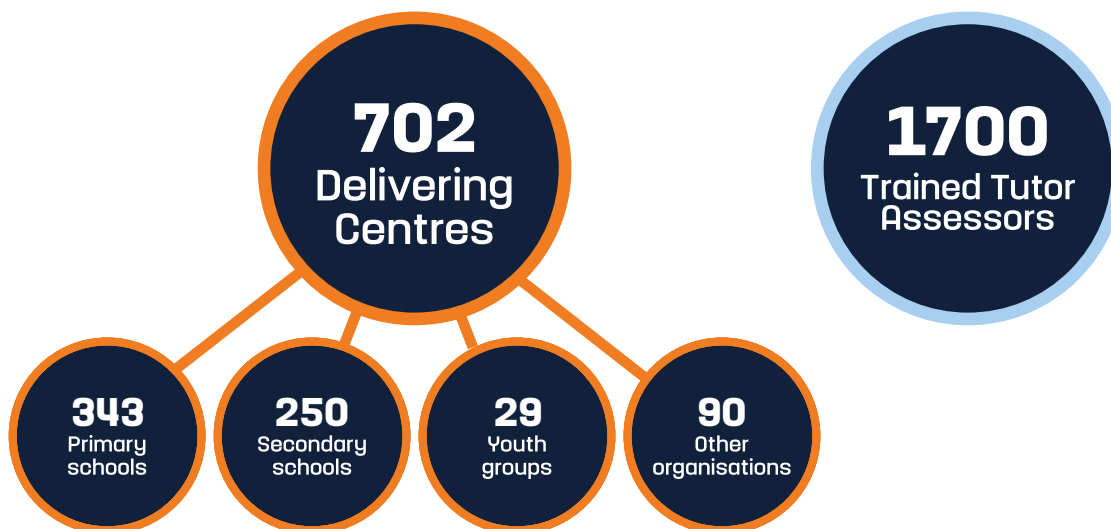 702
Delivering
Centres
1700
Trained Tutor
Assessors
343
Primary
schools
250
Secondary
schools
29
Youth
groups
90
Other
organisations